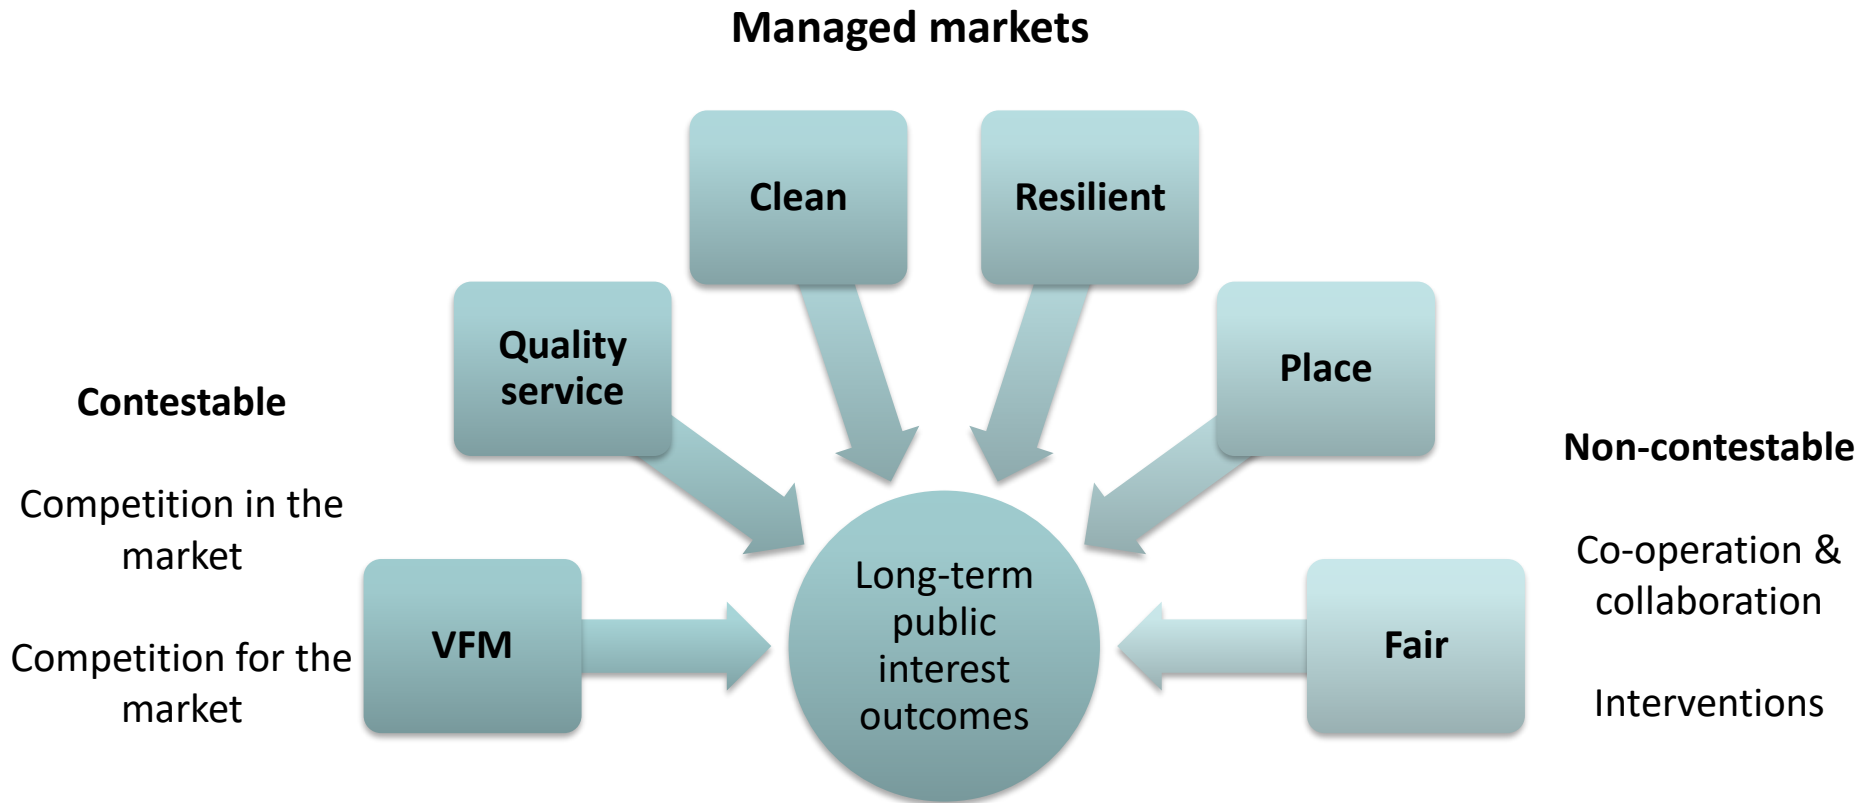 Managed markets
Clean
Resilient
Quality
service
Place
Contestable
Competition in the
market
Competition for the
market
VFM
Long-term
public
interest
outcomes
Fair
Non-contestable
Co-operation &
collaboration
Interventions